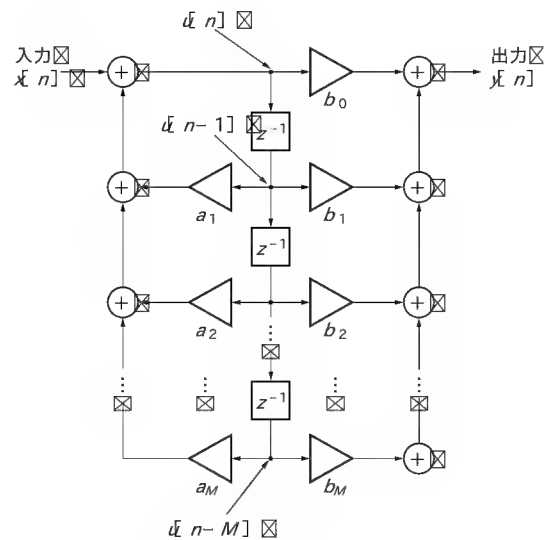 u[n]
入力
出力
x[n]
y[n]
b0
u[n-1]
z-1
a1
b1
z-1
a2
b2
z-1
aM
bM
u[n-M]